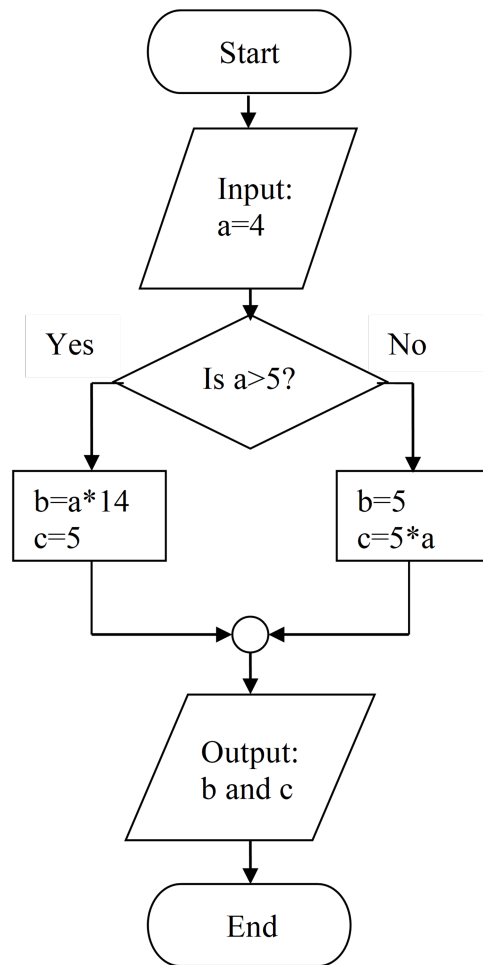 Start
Input:
a=4
Yes
No
Is a>5?
b=a*14
c=5
b=5
c=5*a
Output:
b and c
End